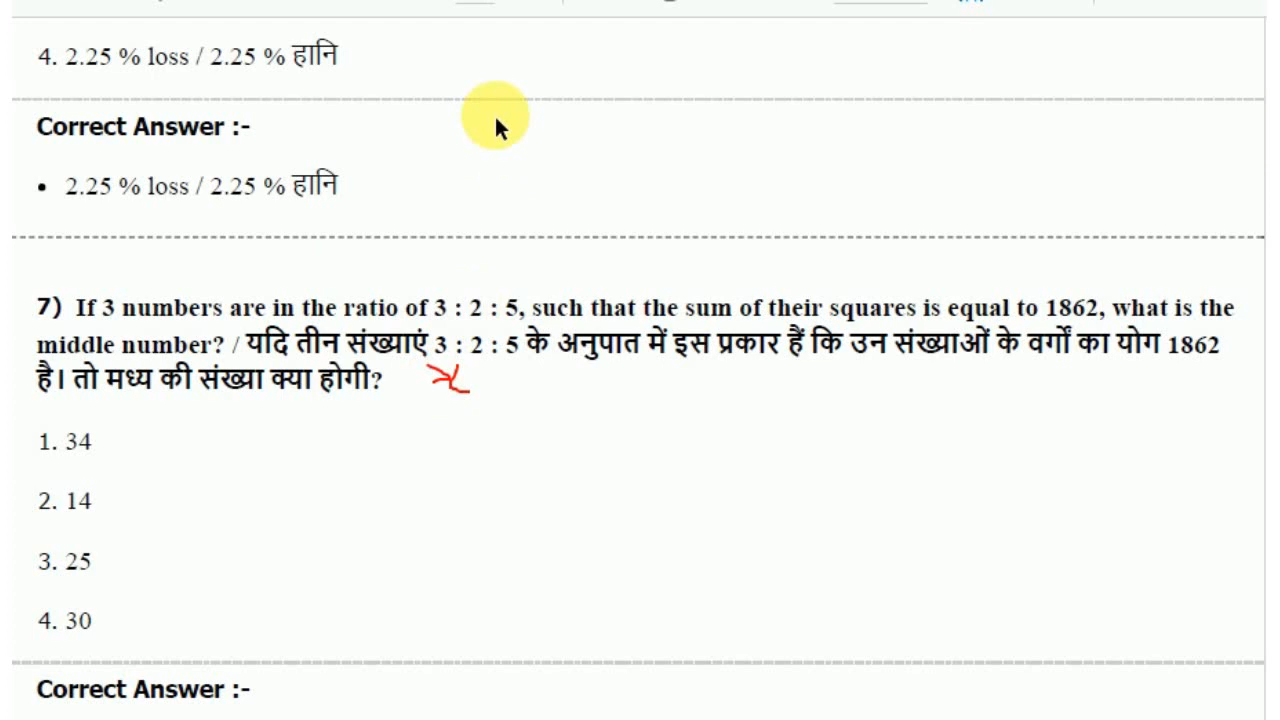 4. 2.25 % loss / 2.25 % हानि
Correct Answer :-
• 2.25 % loss / 2.25 % हानि
7) If 3 numbers are in the ratio of 3 : 2 : 5, such that the sum of their squares is equal to 1862, what is the
middle number? / यदि तीन संख्याएं 3 : 2 : 5 के अनुपात में इस प्रकार हैं कि उन संख्याओं के वर्गों का योग 1862
है। तो मध्य की संख्या क्या होगी?
1. 34
2. 14
3. 25
4. 30
Correct Answer :-